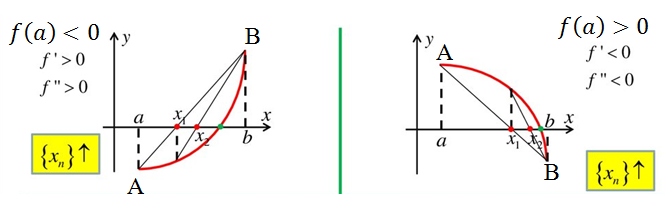 f(a) < 0
f' > 0
f'' > 0
y
B
a
x₁
x₂
x
b
A
{xₙ}↑
f(a) > 0
f' < 0
f'' < 0
y
A
a
x₁
x₂
b
x
B
{xₙ}↑